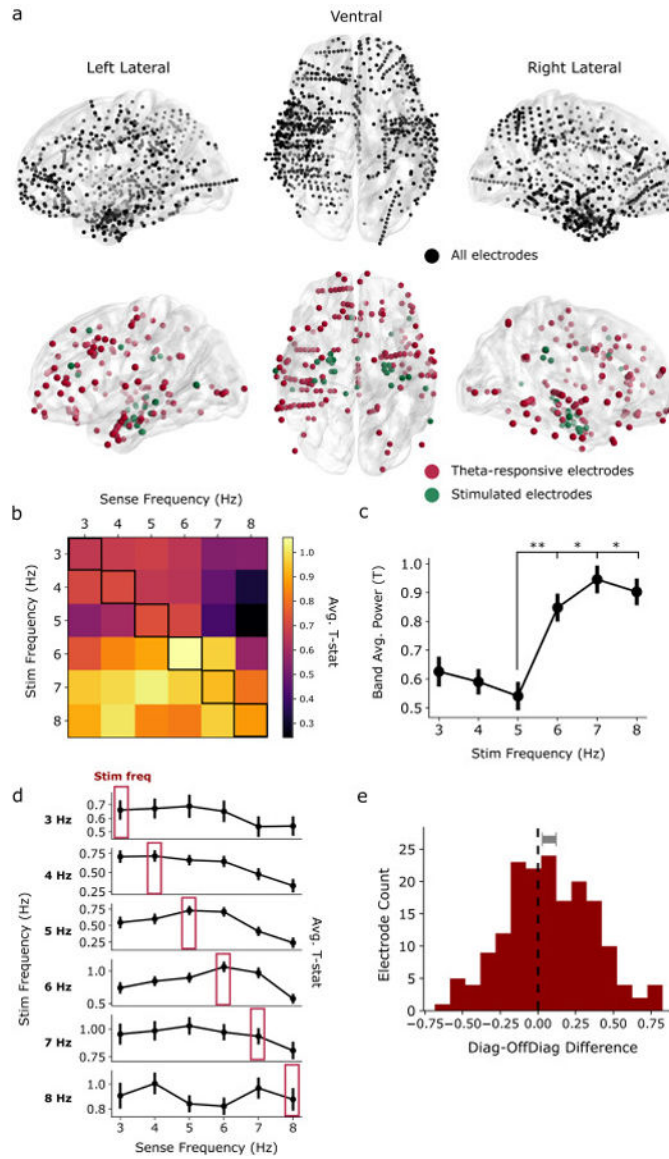 a
Ventral
Left Lateral
Right Lateral
All electrodes
Theta-responsive electrodes
Stimulated electrodes
b
Sense Frequency (Hz)
3 4 5 6 7 8
Stim Frequency (Hz)
3
4
5
6
7
8
1.0
0.9
0.8
0.7
0.6
0.5
0.4
0.3
Avg. T-stat
c
** * *
Band Avg. Power (T)
1.0
0.9
0.8
0.7
0.6
0.5
3 4 5 6 7 8
Stim Frequency (Hz)
d
Stim freq
Stim Frequency (Hz)
3 Hz
0.7
0.6
0.5
4 Hz
0.75
0.50
0.25
5 Hz
0.75
0.50
0.25
6 Hz
1.0
0.5
7 Hz
1.00
0.75
8 Hz
1.0
0.8
Avg. T-stat
3 4 5 6 7 8
Sense Frequency (Hz)
e
Electrode Count
25
20
15
10
5
0
-0.75 -0.50 -0.25 0.00 0.25 0.50 0.75
Diag-OffDiag Difference